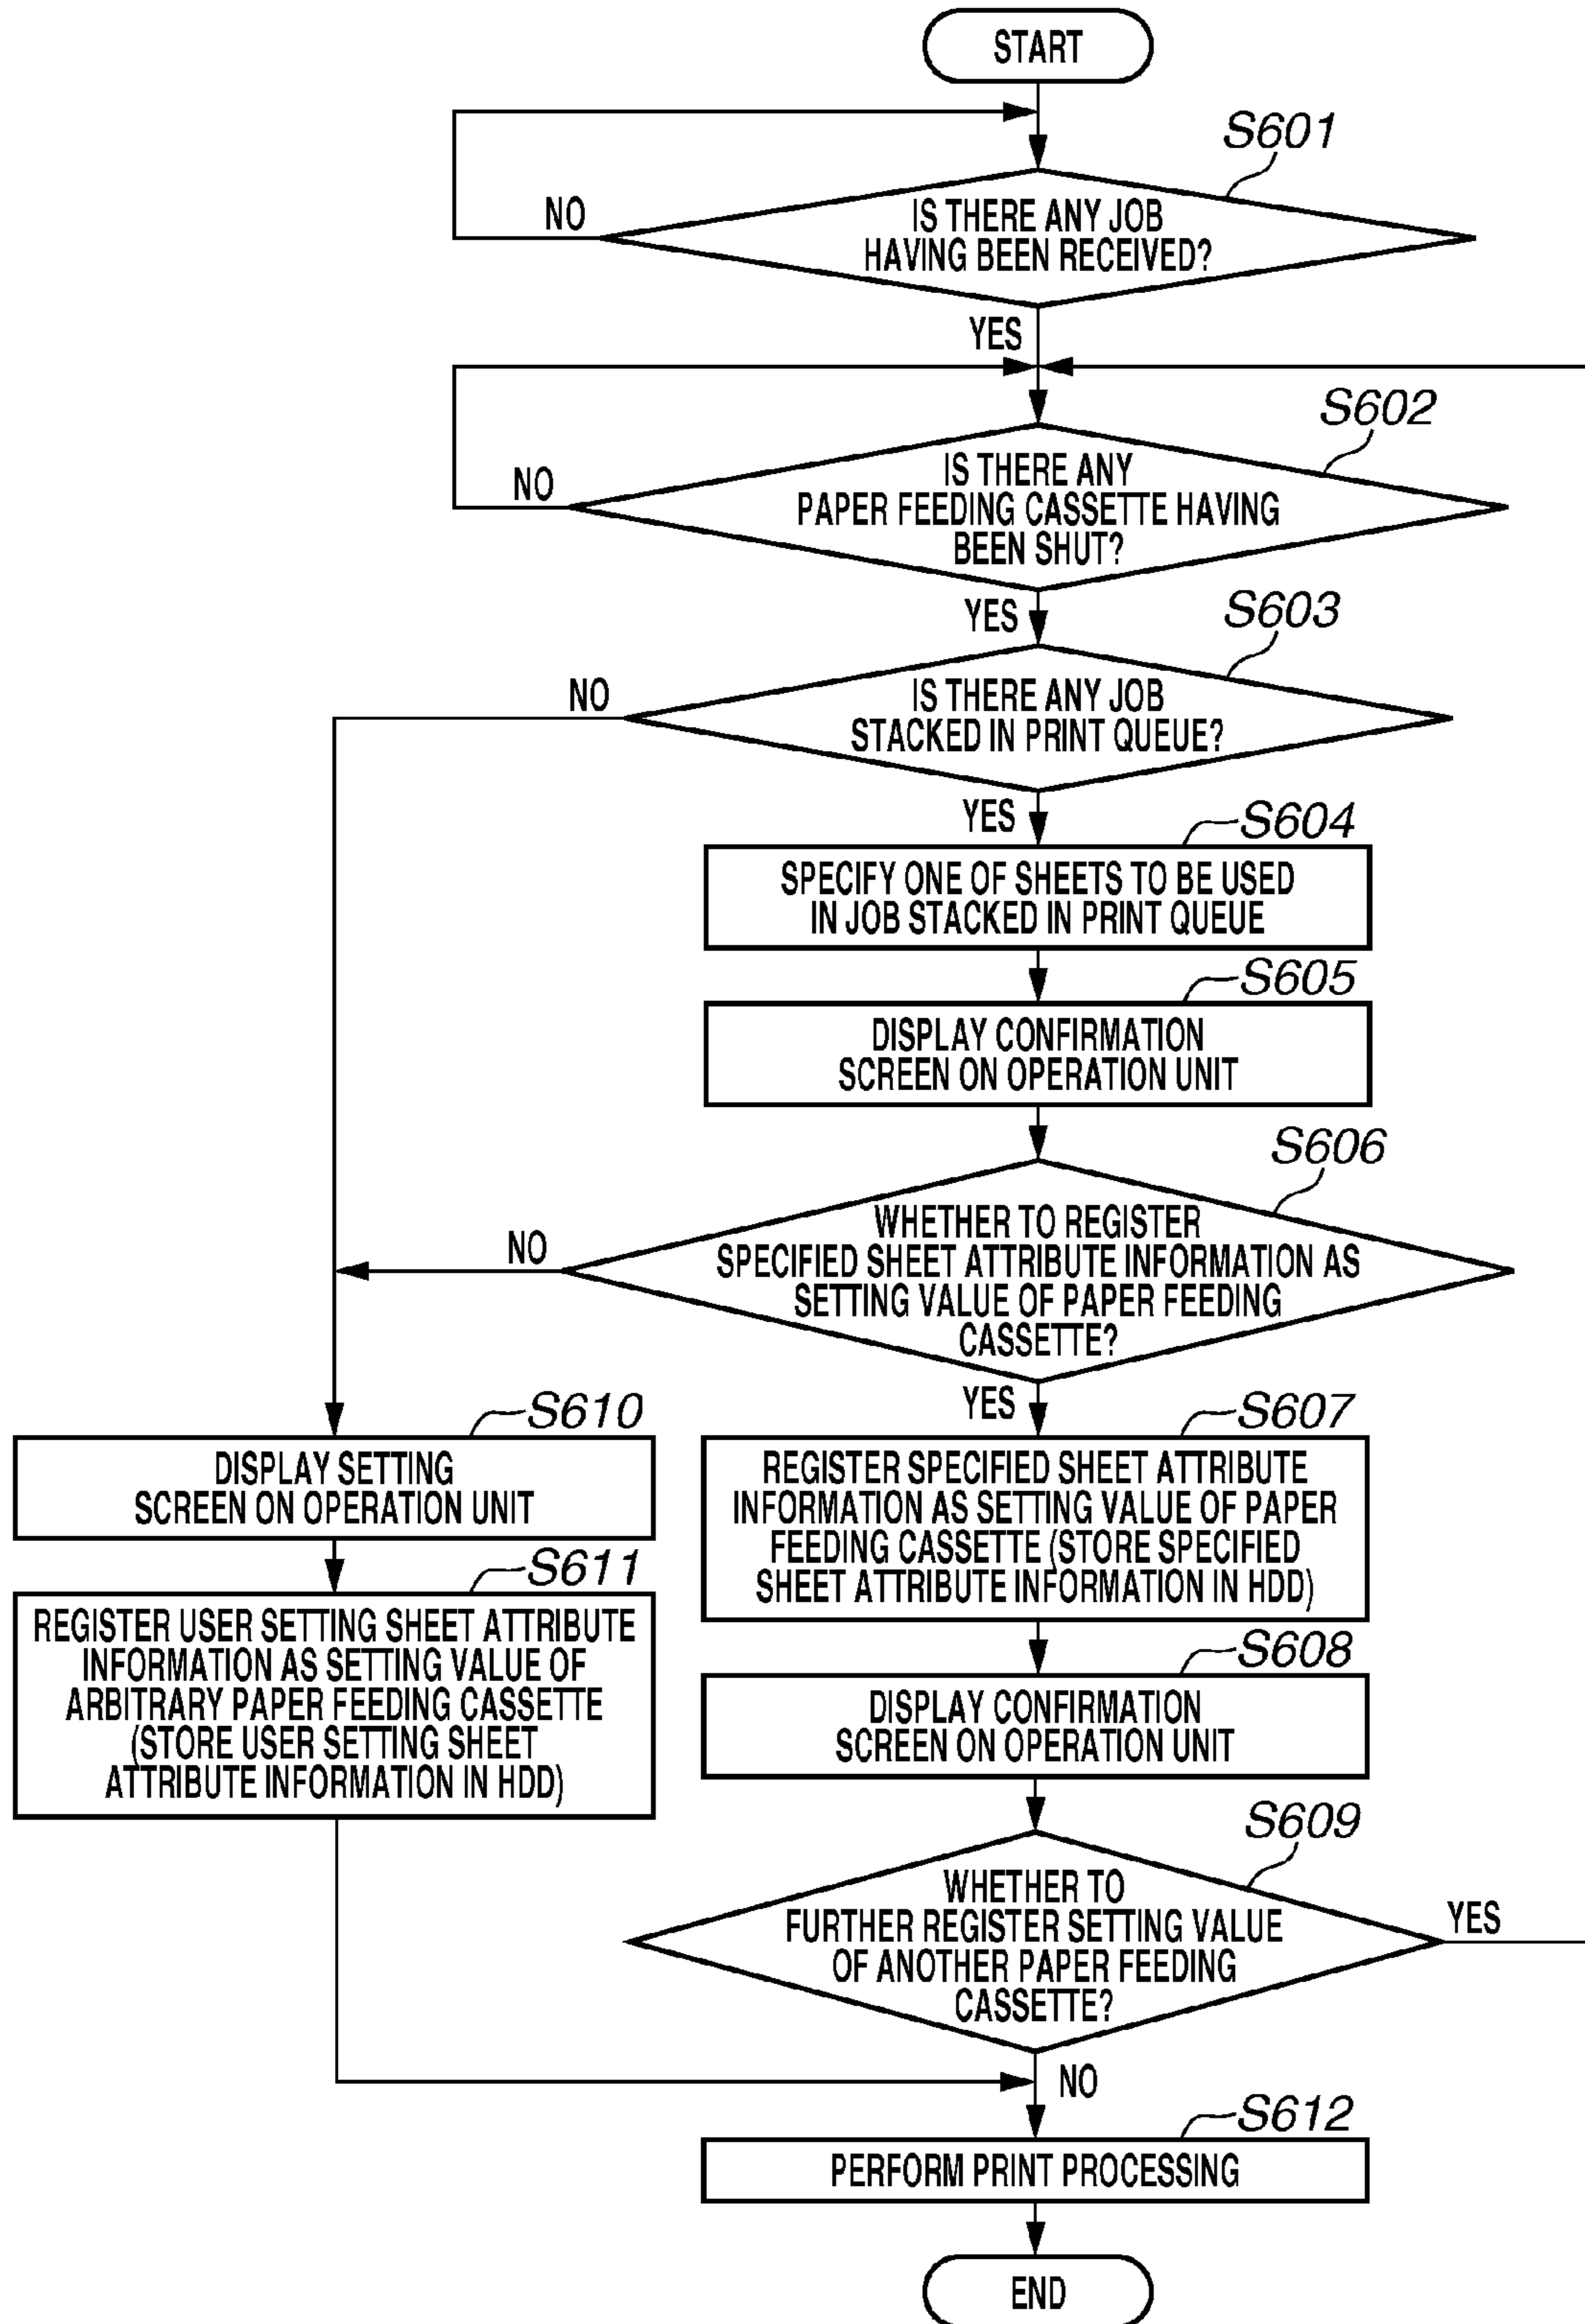 START
S601
IS THERE ANY JOB
HAVING BEEN RECEIVED?
NO
YES
S602
IS THERE ANY
PAPER FEEDING CASSETTE HAVING
BEEN SHUT?
NO
YES
S603
IS THERE ANY JOB
STACKED IN PRINT QUEUE?
NO
YES
S604
SPECIFY ONE OF SHEETS TO BE USED
IN JOB STACKED IN PRINT QUEUE
S605
DISPLAY CONFIRMATION
SCREEN ON OPERATION UNIT
S606
WHETHER TO REGISTER
SPECIFIED SHEET ATTRIBUTE INFORMATION AS
SETTING VALUE OF PAPER FEEDING
CASSETTE?
NO
YES
S610
DISPLAY SETTING
SCREEN ON OPERATION UNIT
S611
REGISTER USER SETTING SHEET ATTRIBUTE
INFORMATION AS SETTING VALUE OF
ARBITRARY PAPER FEEDING CASSETTE
(STORE USER SETTING SHEET
ATTRIBUTE INFORMATION IN HDD)
S607
REGISTER SPECIFIED SHEET ATTRIBUTE
INFORMATION AS SETTING VALUE OF PAPER
FEEDING CASSETTE (STORE SPECIFIED
SHEET ATTRIBUTE INFORMATION IN HDD)
S608
DISPLAY CONFIRMATION
SCREEN ON OPERATION UNIT
S609
WHETHER TO
FURTHER REGISTER SETTING VALUE
OF ANOTHER PAPER FEEDING
CASSETTE?
YES
NO
S612
PERFORM PRINT PROCESSING
END